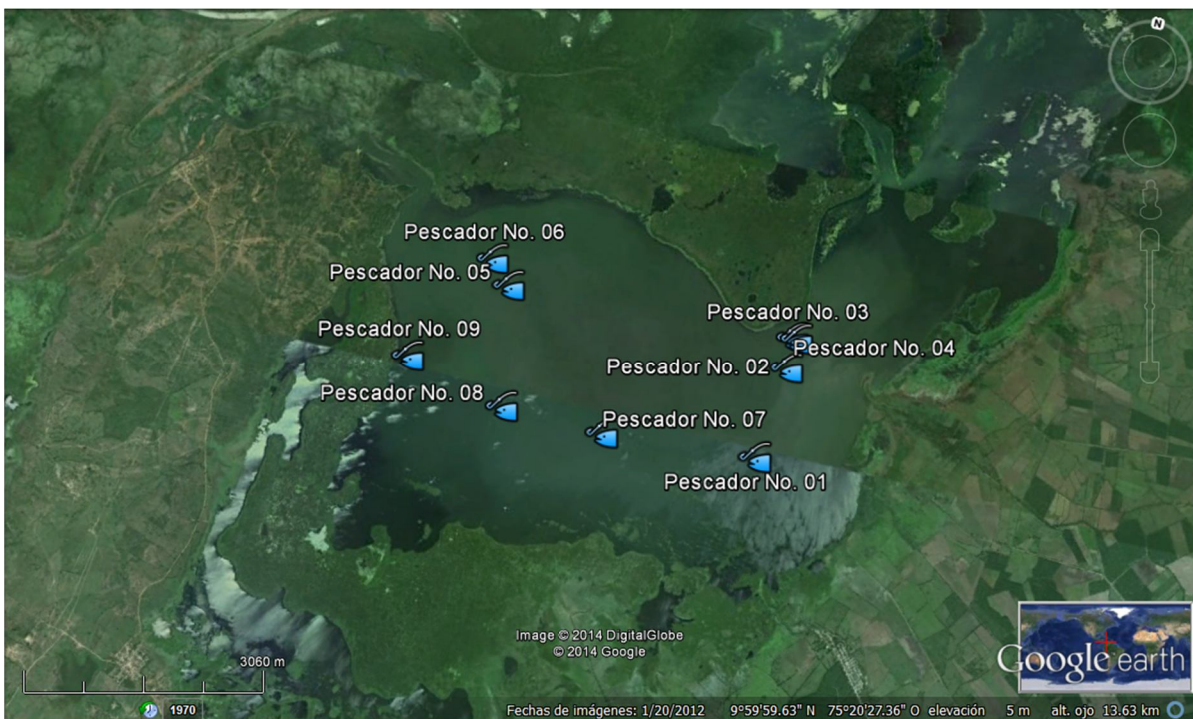 N
Pescador No. 06
Pescador No. 05
Pescador No. 03
Pescador No. 09
Pescador No. 04
Pescador No. 02
Pescador No. 08
Pescador No. 07
Pescador No. 01
Image © 2014 DigitalGlobe
© 2014 Google
3060 m
Google earth
1970
Fechas de imágenes: 1/20/2012 9°59'59.63" N 75°20'27.36" O elevación 5 m alt. ojo 13.63 km